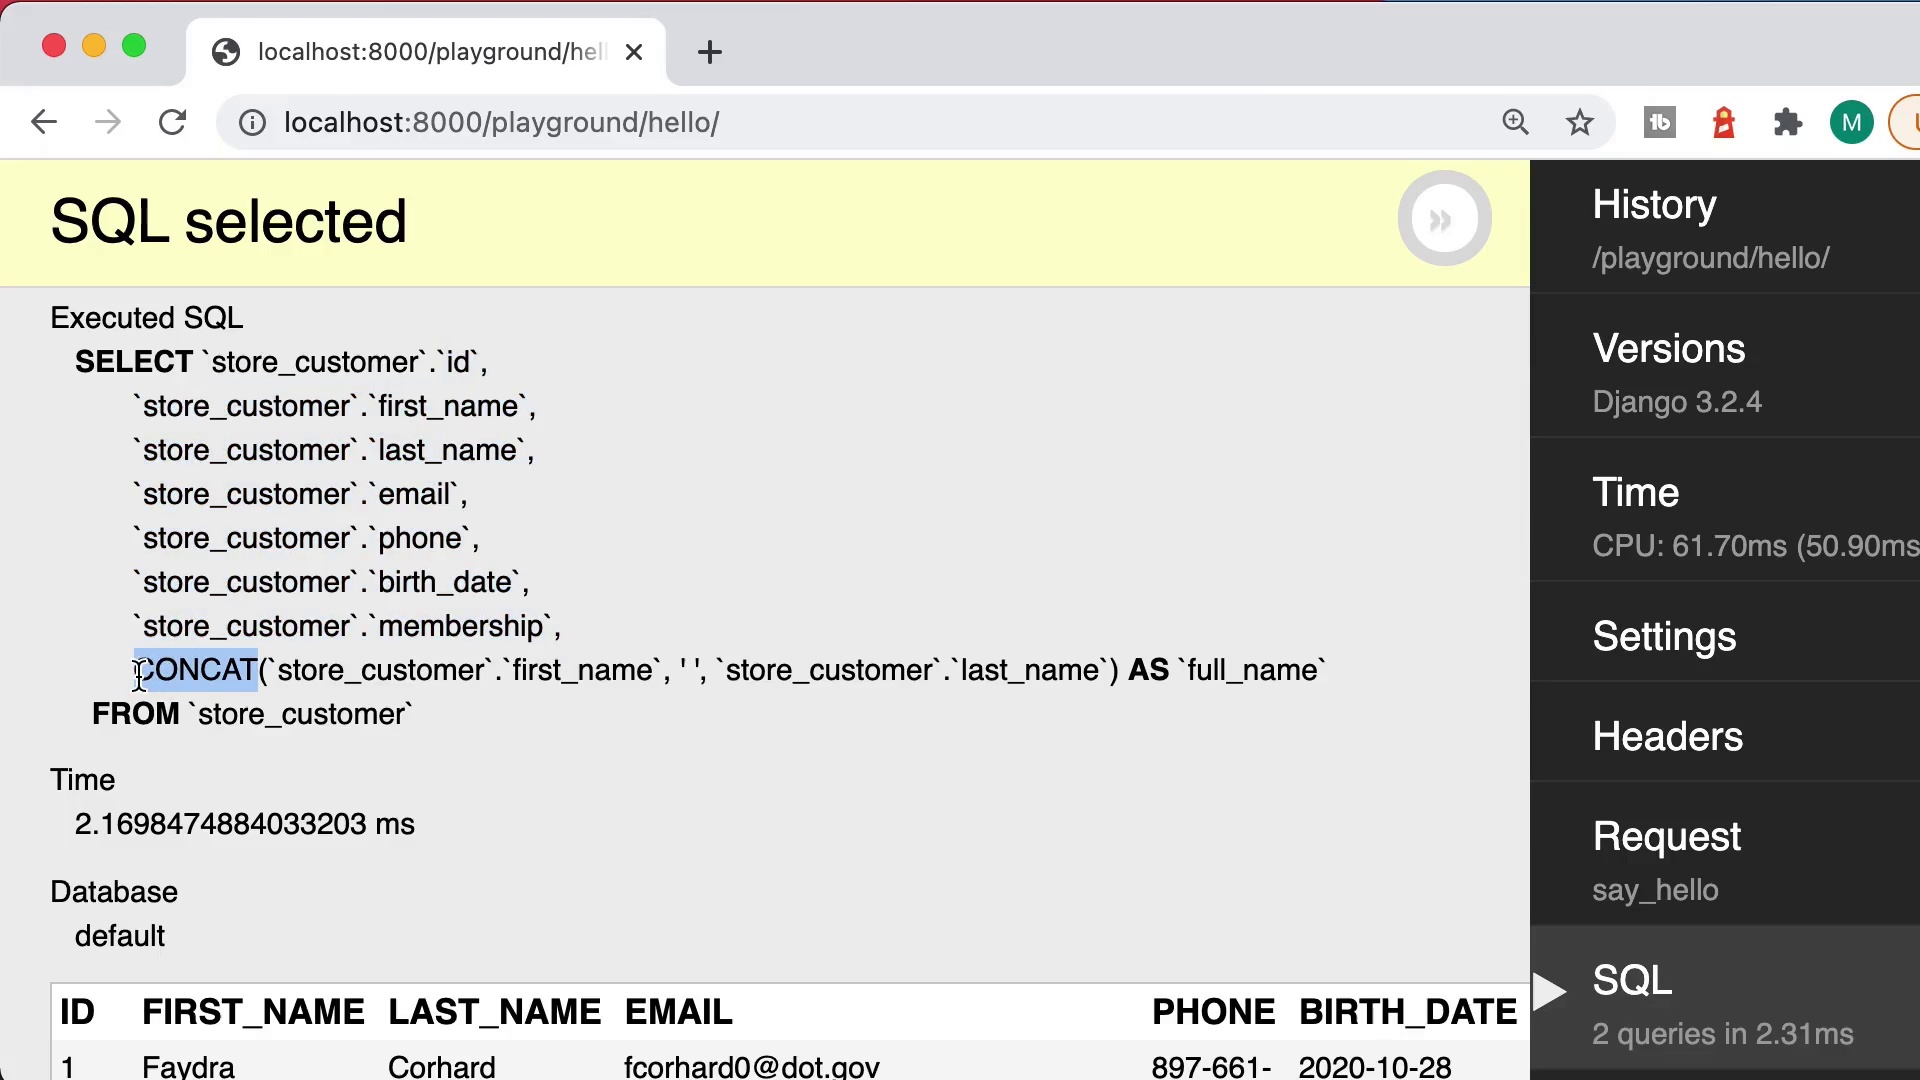 localhost:8000/playground/hell
localhost:8000/playground/hello/
M
SQL selected
»
Executed SQL
SELECT `store_customer`.`id`,
`store_customer`.`first_name`,
`store_customer`.`last_name`,
`store_customer`.`email`,
`store_customer`.`phone`,
`store_customer`.`birth_date`,
`store_customer`.`membership`,
CONCAT(`store_customer`.`first_name`, ' ', `store_customer`.`last_name`) AS `full_name`
FROM `store_customer`
Time
2.1698474884033203 ms
Database
default
ID FIRST_NAME LAST_NAME EMAIL PHONE BIRTH_DATE
1 Faydra Corhard fcorhard0@dot.gov 897-661- 2020-10-28
History
/playground/hello/
Versions
Django 3.2.4
Time
CPU: 61.70ms (50.90ms
Settings
Headers
Request
say_hello
SQL
2 queries in 2.31ms